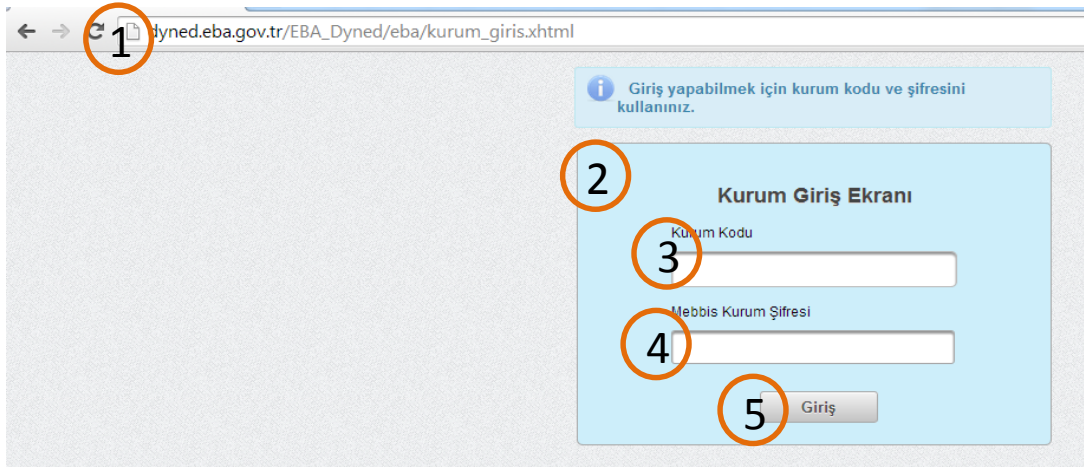 1 dyned.eba.gov.tr/EBA_Dyned/eba/kurum_giris.xhtml
Giriş yapabilmek için kurum kodu ve şifresini
kullanınız.
2
Kurum Giriş Ekranı
Kurum Kodu
3
Mebbis Kurum Şifresi
4
5 Giriş